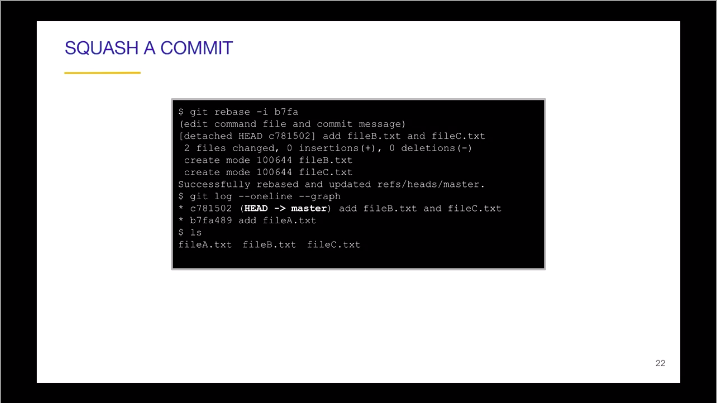 SQUASH A COMMIT
$ git rebase -i b7fa
(edit command file and commit message)
[detached HEAD c781502] add fileB.txt and fileC.txt
2 files changed, 0 insertions(+), 0 deletions(-)
create mode 100644 fileB.txt
create mode 100644 fileC.txt
Successfully rebased and updated refs/heads/master.
$ git log --oneline --graph
* c781502 (HEAD -> master) add fileB.txt and fileC.txt
* b7fa489 add fileA.txt
$ ls
fileA.txt fileB.txt fileC.txt
22